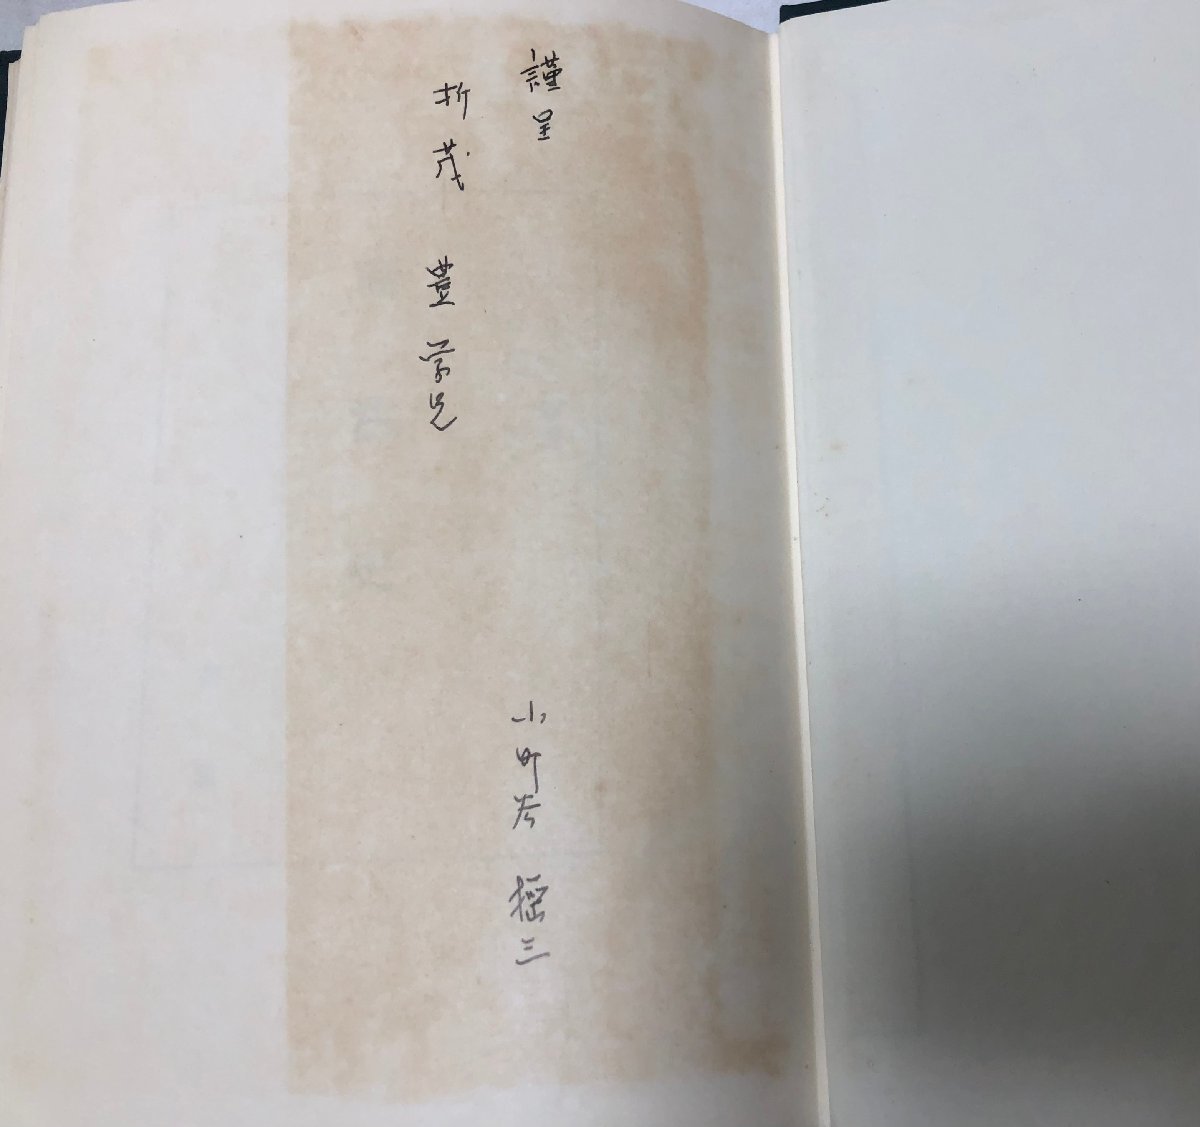 謹呈
折茂 豊 学兄
小町谷 操三